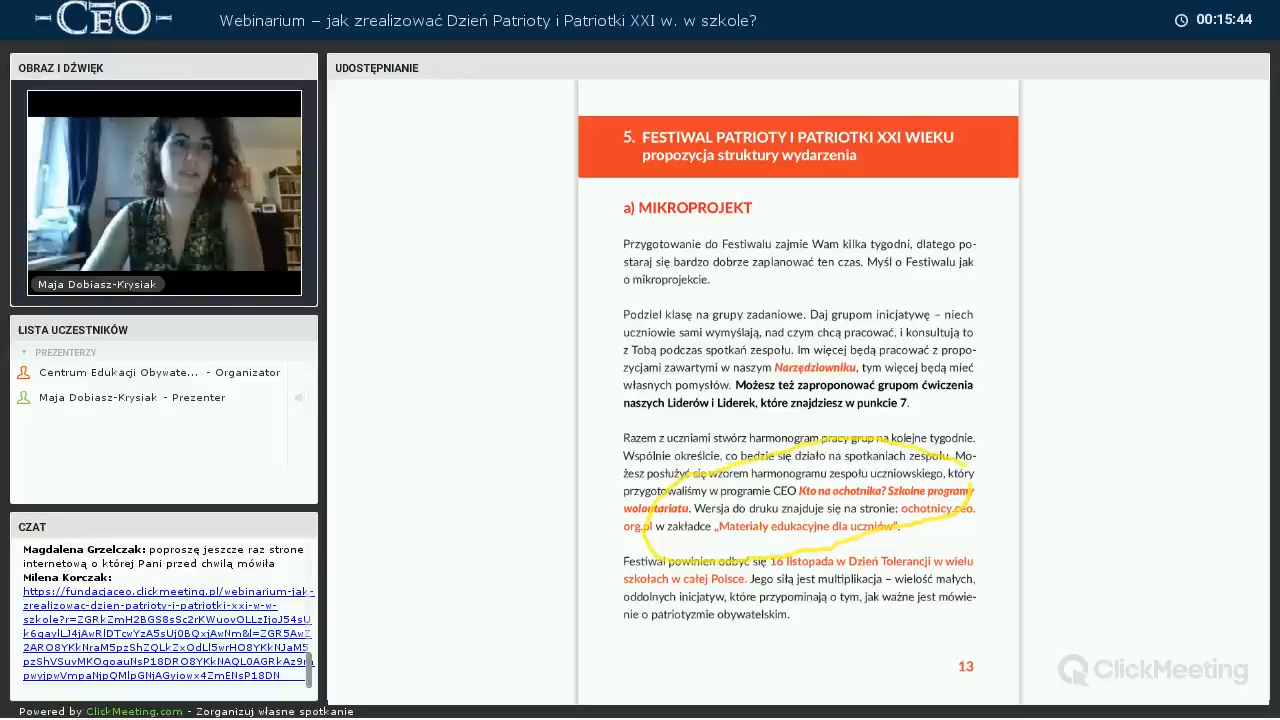 CEO
Webinarium – jak zrealizować Dzień Patrioty i Patriotki XXI w. w szkole?
00:15:44
OBRAZ I DŹWIĘK
Maja Dobiasz-Krysiak
LISTA UCZESTNIKÓW
PREZENTERZY
Centrum Edukacji Obywate... - Organizator
Maja Dobiasz-Krysiak - Prezenter
CZAT
Magdalena Grzelczak: poproszę jeszcze raz strone
internetową o której Pani przed chwilą mówiła
Milena Korczak:
https://fundacjaceo.clickmeeting.pl/webinarium-jak-
zrealizowac-dzien-patrioty-i-patriotki-xxi-w-w-
UDOSTĘPNIANIE
5. FESTIWAL PATRIOTY I PATRIOTKI XXI WIEKU
propozycja struktury wydarzenia
a) MIKROPROJEKT
Przygotowanie do Festiwalu zajmie Wam kilka tygodni, dlatego po-
staraj się bardzo dobrze zaplanować ten czas. Myśl o Festiwalu jak
o mikroprojekcie.
Podziel klasę na grupy zadaniowe. Daj grupom inicjatywę – niech
uczniowie sami wymyślają, nad czym chcą pracować, i konsultują to
z Tobą podczas spotkań zespołu. Im więcej będą pracować z propo-
zycjami zawartymi w naszym Narzędziowniku, tym więcej będą mieć
własnych pomysłów. Możesz też zaproponować grupom ćwiczenia
naszych Liderów i Liderek, które znajdziesz w punkcie 7.
Razem z uczniami stwórz harmonogram pracy grup na kolejne tygodnie.
Wspólnie określcie, co będzie się działo na spotkaniach zespołu. Mo-
żesz posłużyć się wzorem harmonogramu zespołu uczniowskiego, który
przygotowaliśmy w programie CEO Kto na ochotnika? Szkolne programy
wolontariatu. Wersja do druku znajduje się na stronie: ochotnicy.ceo.
org.pl w zakładce „Materiały edukacyjne dla uczniów”.
Festiwal powinien odbyć się 16 listopada w Dzień Tolerancji w wielu
szkołach w całej Polsce. Jego siłą jest multiplikacja – wielość małych,
oddolnych inicjatyw, które przypominają o tym, jak ważne jest mówie-
nie o patriotyzmie obywatelskim.
13
ClickMeeting
Powered by ClickMeeting.com - Zorganizuj własne spotkanie